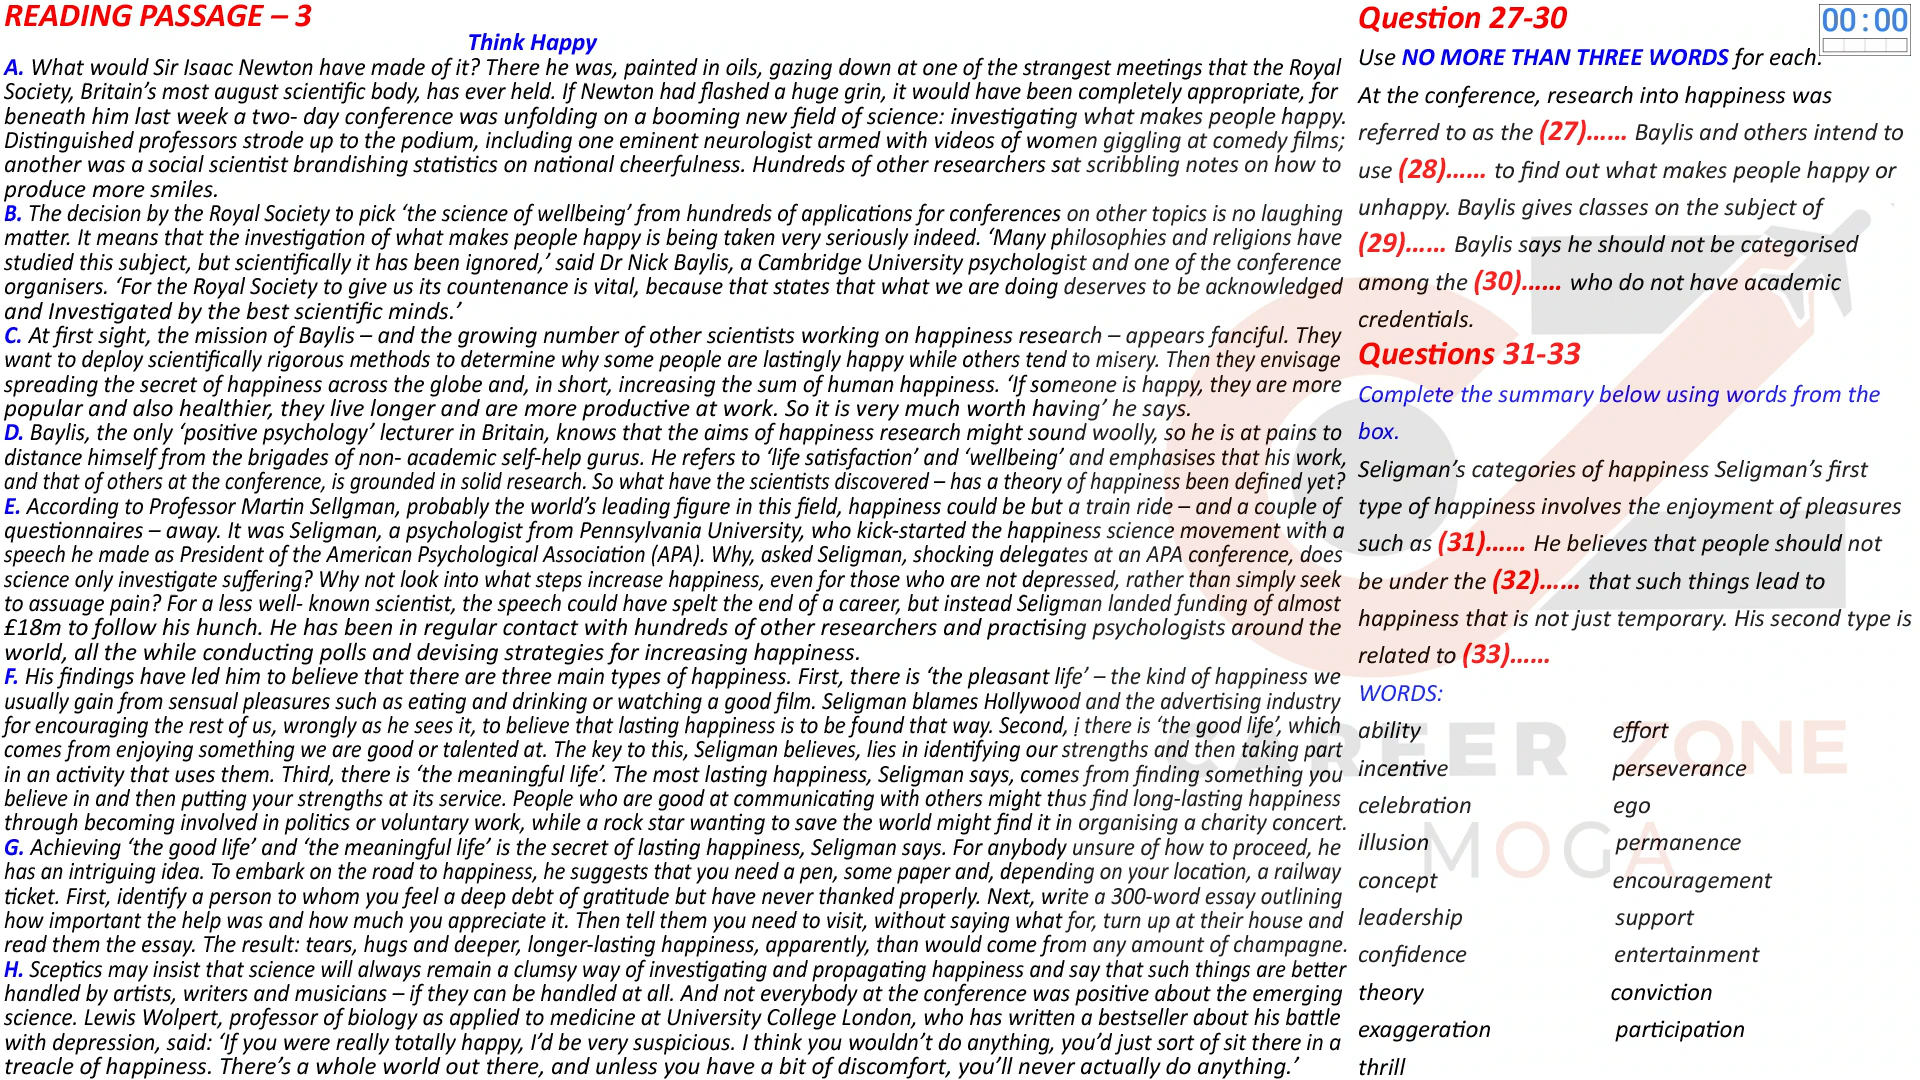 READING PASSAGE – 3
Think Happy
A. What would Sir Isaac Newton have made of it? There he was, painted in oils, gazing down at one of the strangest meetings that the Royal
Society, Britain’s most august scientific body, has ever held. If Newton had flashed a huge grin, it would have been completely appropriate, for
beneath him last week a two- day conference was unfolding on a booming new field of science: investigating what makes people happy.
Distinguished professors strode up to the podium, including one eminent neurologist armed with videos of women giggling at comedy films;
another was a social scientist brandishing statistics on national cheerfulness. Hundreds of other researchers sat scribbling notes on how to
produce more smiles.
B. The decision by the Royal Society to pick ‘the science of wellbeing’ from hundreds of applications for conferences on other topics is no laughing
matter. It means that the investigation of what makes people happy is being taken very seriously indeed. ‘Many philosophies and religions have
studied this subject, but scientifically it has been ignored,’ said Dr Nick Baylis, a Cambridge University psychologist and one of the conference
organisers. ‘For the Royal Society to give us its countenance is vital, because that states that what we are doing deserves to be acknowledged
and Investigated by the best scientific minds.’
C. At first sight, the mission of Baylis – and the growing number of other scientists working on happiness research – appears fanciful. They
want to deploy scientifically rigorous methods to determine why some people are lastingly happy while others tend to misery. Then they envisage
spreading the secret of happiness across the globe and, in short, increasing the sum of human happiness. ‘If someone is happy, they are more
popular and also healthier, they live longer and are more productive at work. So it is very much worth having’ he says.
D. Baylis, the only ‘positive psychology’ lecturer in Britain, knows that the aims of happiness research might sound woolly, so he is at pains to
distance himself from the brigades of non- academic self-help gurus. He refers to ‘life satisfaction’ and ‘wellbeing’ and emphasises that his work,
and that of others at the conference, is grounded in solid research. So what have the scientists discovered – has a theory of happiness been defined yet?
E. According to Professor Martin Sellgman, probably the world’s leading figure in this field, happiness could be but a train ride – and a couple of
questionnaires – away. It was Seligman, a psychologist from Pennsylvania University, who kick-started the happiness science movement with a
speech he made as President of the American Psychological Association (APA). Why, asked Seligman, shocking delegates at an APA conference, does
science only investigate suffering? Why not look into what steps increase happiness, even for those who are not depressed, rather than simply seek
to assuage pain? For a less well- known scientist, the speech could have spelt the end of a career, but instead Seligman landed funding of almost
£18m to follow his hunch. He has been in regular contact with hundreds of other researchers and practising psychologists around the
world, all the while conducting polls and devising strategies for increasing happiness.
F. His findings have led him to believe that there are three main types of happiness. First, there is ‘the pleasant life’ – the kind of happiness we
usually gain from sensual pleasures such as eating and drinking or watching a good film. Seligman blames Hollywood and the advertising industry
for encouraging the rest of us, wrongly as he sees it, to believe that lasting happiness is to be found that way. Second, ¡ there is ‘the good life’, which
comes from enjoying something we are good or talented at. The key to this, Seligman believes, lies in identifying our strengths and then taking part
in an activity that uses them. Third, there is ‘the meaningful life’. The most lasting happiness, Seligman says, comes from finding something you
believe in and then putting your strengths at its service. People who are good at communicating with others might thus find long-lasting happiness
through becoming involved in politics or voluntary work, while a rock star wanting to save the world might find it in organising a charity concert.
G. Achieving ‘the good life’ and ‘the meaningful life’ is the secret of lasting happiness, Seligman says. For anybody unsure of how to proceed, he
has an intriguing idea. To embark on the road to happiness, he suggests that you need a pen, some paper and, depending on your location, a railway
ticket. First, identify a person to whom you feel a deep debt of gratitude but have never thanked properly. Next, write a 300-word essay outlining
how important the help was and how much you appreciate it. Then tell them you need to visit, without saying what for, turn up at their house and
read them the essay. The result: tears, hugs and deeper, longer-lasting happiness, apparently, than would come from any amount of champagne.
H. Sceptics may insist that science will always remain a clumsy way of investigating and propagating happiness and say that such things are better
handled by artists, writers and musicians – if they can be handled at all. And not everybody at the conference was positive about the emerging
science. Lewis Wolpert, professor of biology as applied to medicine at University College London, who has written a bestseller about his battle
with depression, said: ‘If you were really totally happy, I’d be very suspicious. I think you wouldn’t do anything, you’d just sort of sit there in a
treacle of happiness. There’s a whole world out there, and unless you have a bit of discomfort, you’ll never actually do anything.’
Question 27-30
00:00
Use NO MORE THAN THREE WORDS for each.
At the conference, research into happiness was
referred to as the (27)...... Baylis and others intend to
use (28)...... to find out what makes people happy or
unhappy. Baylis gives classes on the subject of
(29)...... Baylis says he should not be categorised
among the (30)...... who do not have academic
credentials.
Questions 31-33
Complete the summary below using words from the
box.
Seligman’s categories of happiness Seligman’s first
type of happiness involves the enjoyment of pleasures
such as (31)...... He believes that people should not
be under the (32)...... that such things lead to
happiness that is not just temporary. His second type is
related to (33)......
WORDS:
ability effort
incentive perseverance
celebration ego
illusion permanence
concept encouragement
leadership support
confidence entertainment
theory conviction
exaggeration participation
thrill
CAREER ZONE
MOGA